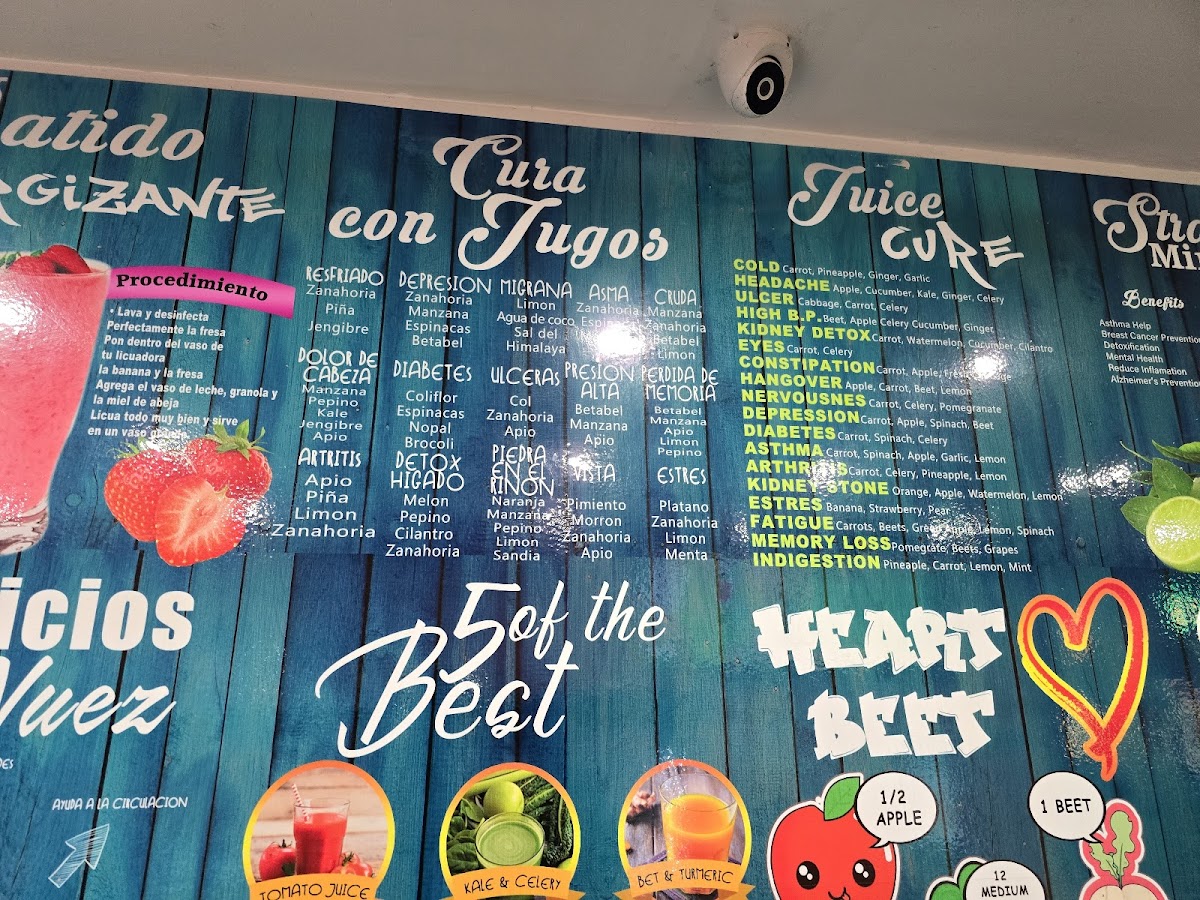 atido
RGIZANTE
Procedimiento
• Lava y desinfecta
Perfectamente la fresa
Pon dentro del vaso de
tu licuadora
la banana y la fresa
Agrega el vaso de leche, granola y
la miel de abeja
Licua todo muy bien y sirve
en un vaso grande
Cura
con Jugos
RESFRIADO
Zanahoria
Piña
Jengibre
DEPRESION
Zanahoria
Manzana
Espinacas
Betabel
MIGRANA
Limon
Agua de coco
Sal del
Himalaya
ASMA
Zanahoria
CRUDA
Manzana
Zanahoria
Betabel
Limon
DOLOR DE
CABEZA
Manzana
Pepino
Kale
Jengibre
Apio
DIABETES
Coliflor
Espinacas
Nopal
Brocoli
ULCERAS
Col
Zanahoria
Apio
PRESION
ALTA
Betabel
Manzana
Apio
PERDIDA DE
MEMORIA
Betabel
Manzana
Apio
Limon
Pepino
ARTRITIS
Apio
Piña
Limon
Zanahoria
DETOX
HIGADO
Melon
Pepino
Cilantro
Zanahoria
PIEDRA
EN EL
RIÑON
Naranja
Manzana
Pepino
Limon
Sandia
VISTA
Pimiento
Morron
Zanahoria
Apio
ESTRES
Platano
Zanahoria
Limon
Menta
Juice
CURE
COLD Carrot, Pineapple, Ginger, Garlic
HEADACHE Apple, Cucumber, Kale, Ginger, Celery
ULCER Cabbage, Carrot, Celery
HIGH B.P. Beet, Apple Celery Cucumber, Ginger
KIDNEY DETOX Carrot, Watermelon, Cucumber, Cilantro
EYES Carrot, Celery
CONSTIPATION Carrot, Apple,
HANGOVER Apple, Carrot, Beet, Lemon
NERVOUSNES Carrot, Celery, Pomegranate
DEPRESSION Carrot, Apple, Spinach, Beet
DIABETES Carrot, Spinach, Celery
ASTHMA Carrot, Spinach, Apple, Garlic, Lemon
ARTHRITIS Carrot, Celery, Pineapple, Lemon
KIDNEY STONE Orange, Apple, Watermelon, Lemon
ESTRES Banana, Strawberry, Pear
FATIGUE Carrots, Beets, Green Apple, Lemon, Spinach
MEMORY LOSS Pomegrate, Beets, Grapes
INDIGESTION Pineapple, Carrot, Lemon, Mint
Stra
Min
Benefits
Asthma Help
Breast Cancer Prevention
Detoxification
Mental Health
Reduce Inflamation
Alzheimer's Prevention
icios
Nuez
DES
AYUDA A LA CIRCULACION
5 of the
Best
TOMATO JUICE
KALE & CELERY
BET & TURMERIC
HEART
BEET
1/2
APPLE
1 BEET
12
MEDIUM